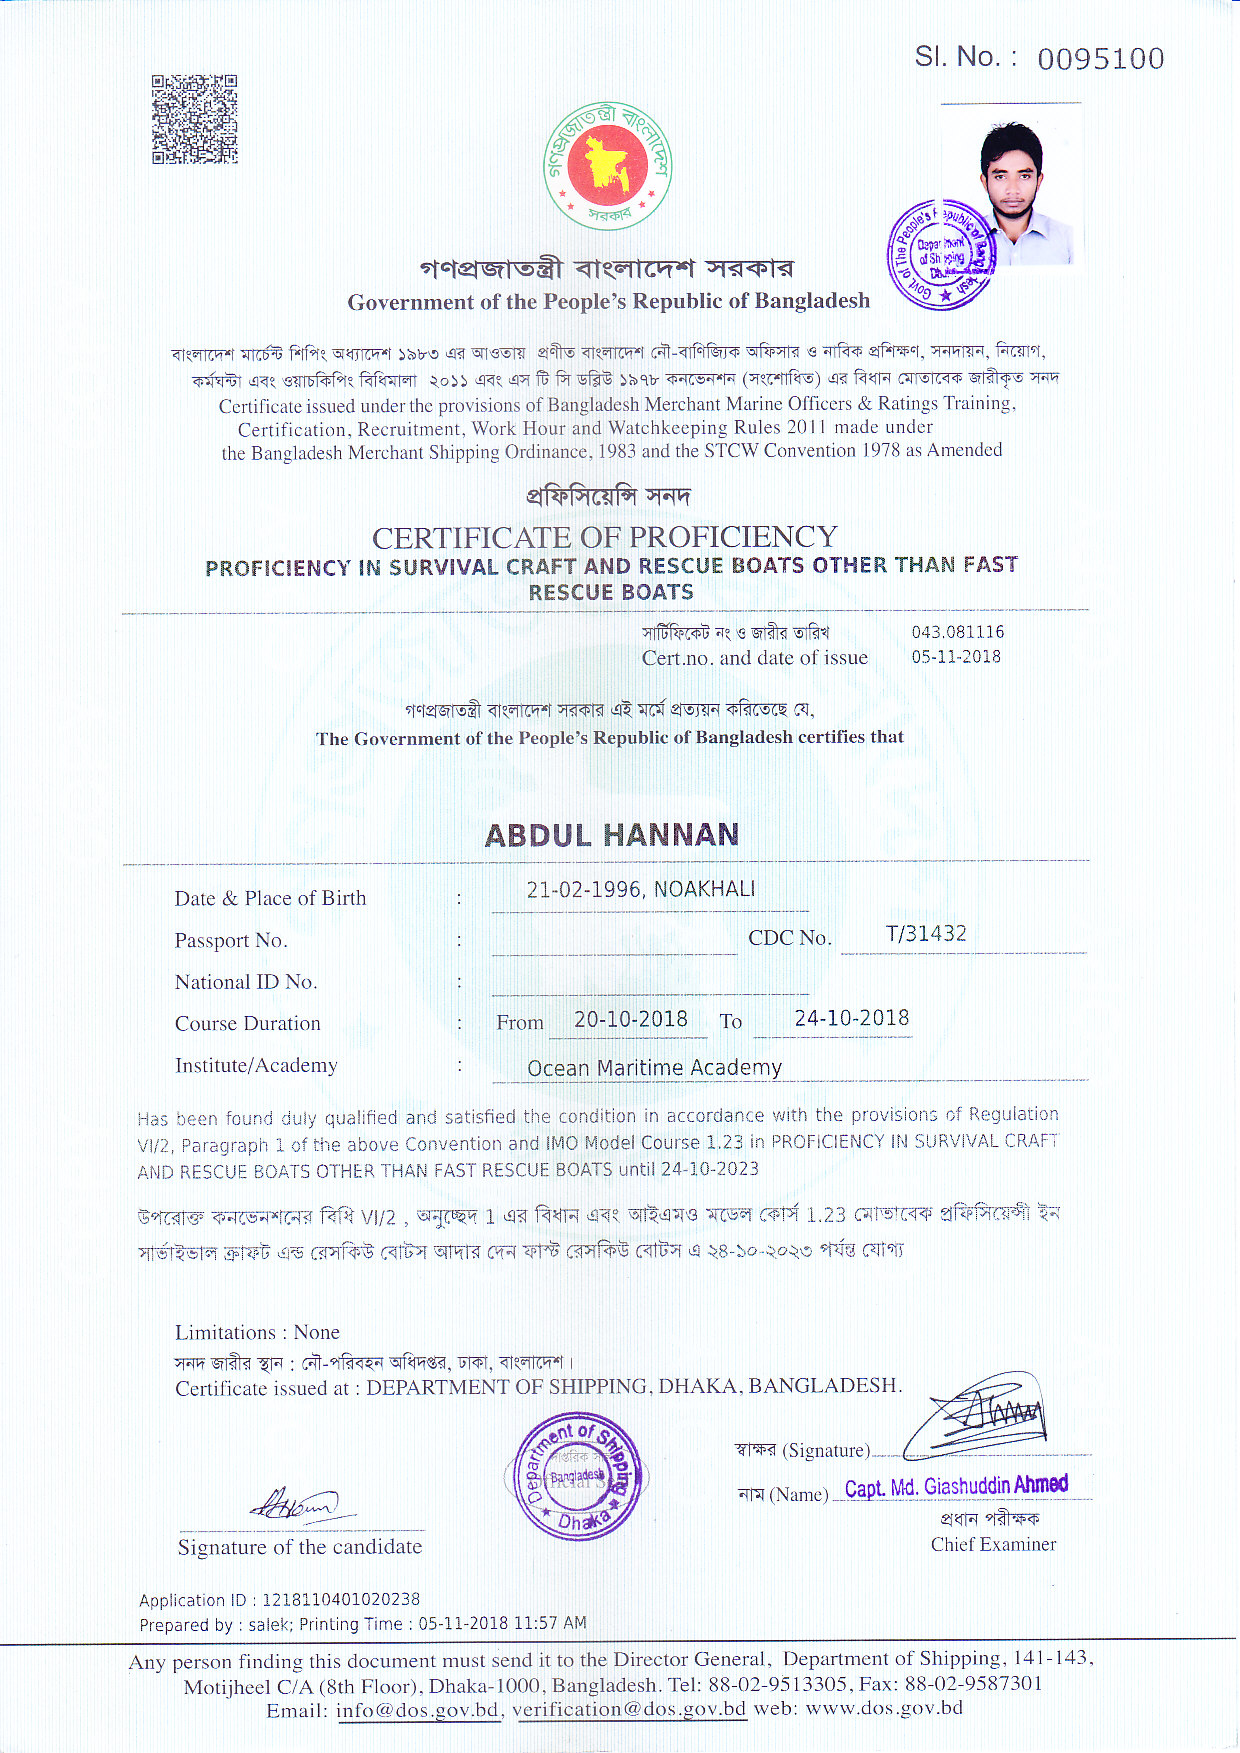 Sl. No. : 0095100
গণপ্রজাতন্ত্রী বাংলাদেশ
সরকার
Govt. of The People's Republic of Bangladesh
Department of Shipping
Dhaka
গণপ্রজাতন্ত্রী বাংলাদেশ সরকার
Government of the People's Republic of Bangladesh
বাংলাদেশ মার্চেন্ট শিপিং অধ্যাদেশ ১৯৮৩ এর আওতায় প্রণীত বাংলাদেশ নৌ-বাণিজ্যিক অফিসার ও নাবিক প্রশিক্ষণ, সনদায়ন, নিয়োগ,
কর্মঘন্টা এবং ওয়াচকিপিং বিধিমালা ২০১১ এবং এস টি সি ডব্লিউ ১৯৭৮ কনভেনশন (সংশোধিত) এর বিধান মোতাবেক জারীকৃত সনদ
Certificate issued under the provisions of Bangladesh Merchant Marine Officers & Ratings Training,
Certification, Recruitment, Work Hour and Watchkeeping Rules 2011 made under
the Bangladesh Merchant Shipping Ordinance, 1983 and the STCW Convention 1978 as Amended
প্রফিসিয়েন্সি সনদ
CERTIFICATE OF PROFICIENCY
PROFICIENCY IN SURVIVAL CRAFT AND RESCUE BOATS OTHER THAN FAST
RESCUE BOATS
সার্টিফিকেট নং ও জারীর তারিখ 043.081116
Cert.no. and date of issue 05-11-2018
গণপ্রজাতন্ত্রী বাংলাদেশ সরকার এই মর্মে প্রত্যয়ন করিতেছে যে,
The Government of the People's Republic of Bangladesh certifies that
ABDUL HANNAN
Date & Place of Birth : 21-02-1996, NOAKHALI
Passport No. : CDC No. T/31432
National ID No. :
Course Duration : From 20-10-2018 To 24-10-2018
Institute/Academy : Ocean Maritime Academy
Has been found duly qualified and satisfied the condition in accordance with the provisions of Regulation
VI/2, Paragraph 1 of the above Convention and IMO Model Course 1.23 in PROFICIENCY IN SURVIVAL CRAFT
AND RESCUE BOATS OTHER THAN FAST RESCUE BOATS until 24-10-2023
উপরোক্ত কনভেনশনের বিধি VI/2 , অনুচ্ছেদ 1 এর বিধান এবং আইএমও মডেল কোর্স 1.23 মোতাবেক প্রফিসিয়েন্সী ইন
সার্ভাইভাল ক্রাফট এন্ড রেসকিউ বোটস আদার দেন ফাস্ট রেসকিউ বোটস এ ২৪-১০-২০২৩ পর্যন্ত যোগ্য
Limitations : None
সনদ জারীর স্থান : নৌ-পরিবহন অধিদপ্তর, ঢাকা, বাংলাদেশ।
Certificate issued at : DEPARTMENT OF SHIPPING, DHAKA, BANGLADESH.
Department of Shipping
Bangladesh
Dhaka
স্বাক্ষর (Signature)
নাম (Name) Capt. Md. Giashuddin Ahmed
প্রধান পরীক্ষক
Chief Examiner
Signature of the candidate
Application ID : 1218110401020238
Prepared by : salek; Printing Time : 05-11-2018 11:57 AM
Any person finding this document must send it to the Director General, Department of Shipping, 141-143,
Motijheel C/A (8th Floor), Dhaka-1000, Bangladesh. Tel: 88-02-9513305, Fax: 88-02-9587301
Email: info@dos.gov.bd, verification@dos.gov.bd web: www.dos.gov.bd